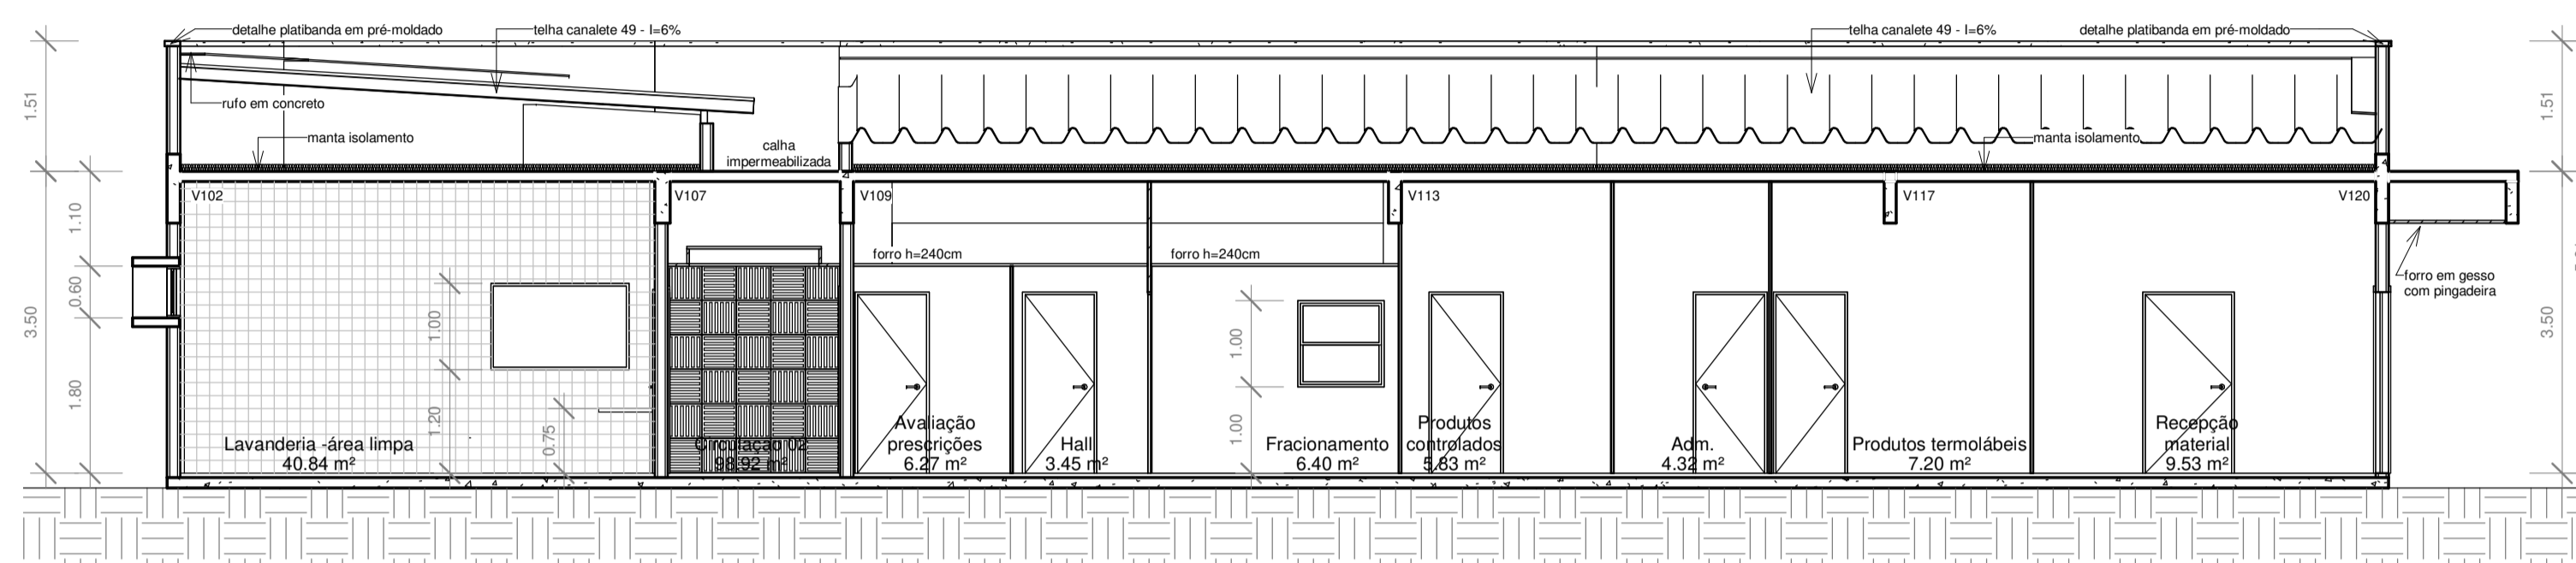 detalhe platibanda em pré-moldado
telha canalete 49 - I=6%
telha canalete 49 - I=6%
detalhe platibanda em pré-moldado
1.51
rufo em concreto
manta isolamento
calha
impermeabilizada
manta isolamento
1.51
V102
V107
V109
V113
V117
V120
1.10
forro h=240cm
forro h=240cm
forro em gesso
com pingadeira
0.60
3.50
1.00
1.00
3.50
1.80
1.20
0.75
1.00
Lavanderia -área limpa
40.84 m²
Circulação 02
98.92 m²
Avaliação
prescrições
6.27 m²
Hall
3.45 m²
Fracionamento
6.40 m²
Produtos
controlados
5.83 m²
Adm.
4.32 m²
Produtos termolábeis
7.20 m²
Recepção
material
9.53 m²